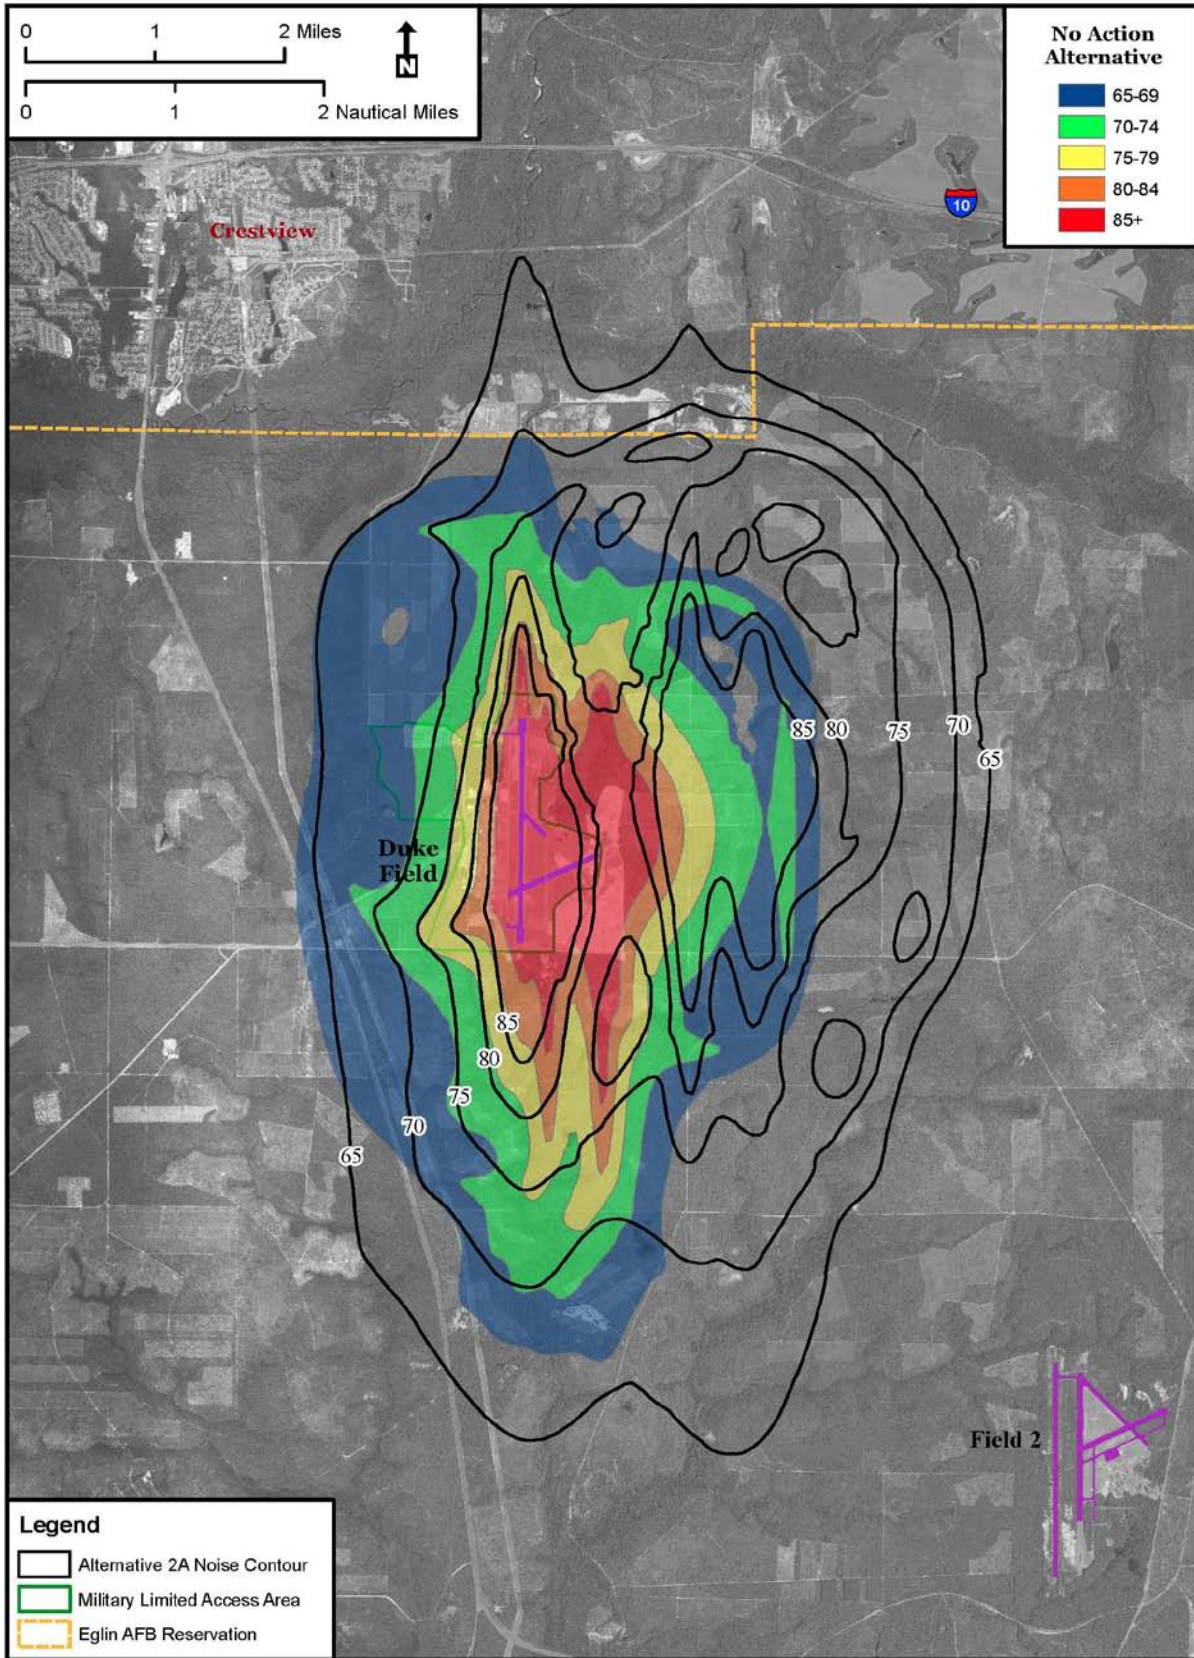 0 1 2 Miles
N
0 1 2 Nautical Miles
No Action
Alternative
65-69
70-74
75-79
80-84
85+
10
Crestview
85
80
75
70
65
Duke
Field
85
80
75
70
65
Field 2
Legend
Alternative 2A Noise Contour
Military Limited Access Area
Eglin AFB Reservation